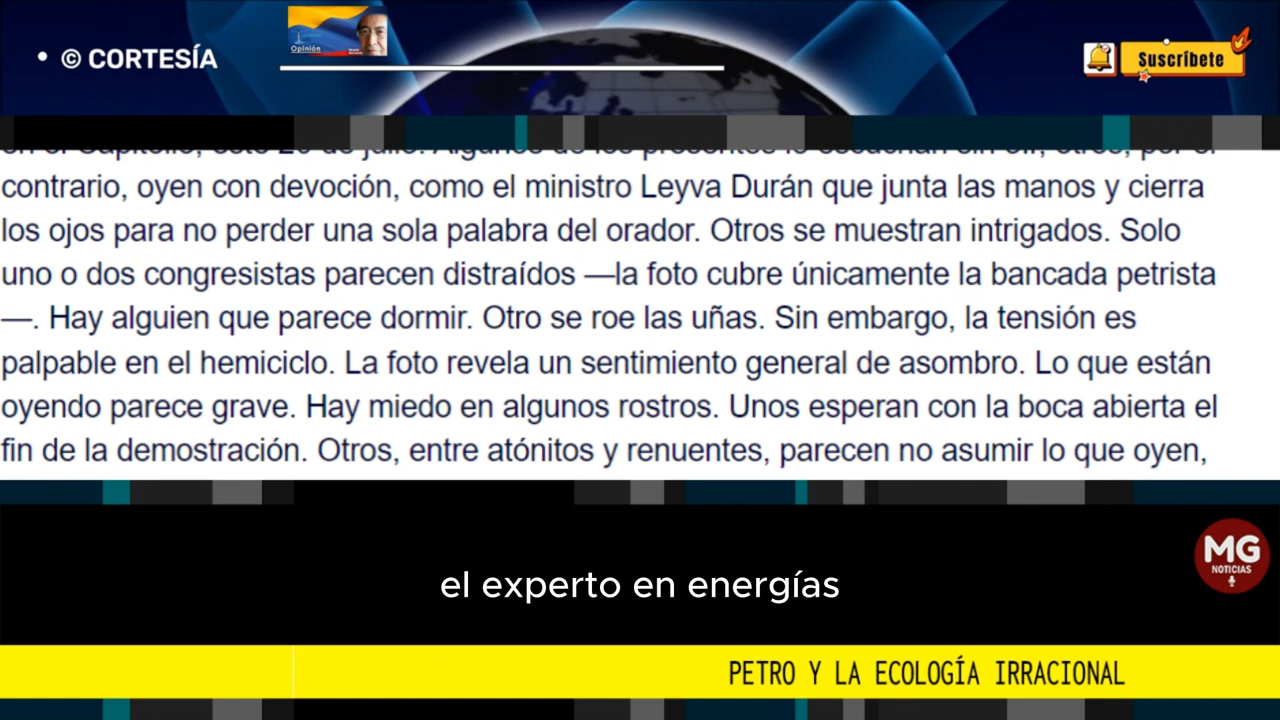 • © CORTESÍA
Opinión
Suscríbete
contrario, oyen con devoción, como el ministro Leyva Durán que junta las manos y cierra
los ojos para no perder una sola palabra del orador. Otros se muestran intrigados. Solo
uno o dos congresistas parecen distraídos —la foto cubre únicamente la bancada petrista
—. Hay alguien que parece dormir. Otro se roe las uñas. Sin embargo, la tensión es
palpable en el hemiciclo. La foto revela un sentimiento general de asombro. Lo que están
oyendo parece grave. Hay miedo en algunos rostros. Unos esperan con la boca abierta el
fin de la demostración. Otros, entre atónitos y renuentes, parecen no asumir lo que oyen,
MG
NOTICIAS
el experto en energías
PETRO Y LA ECOLOGÍA IRRACIONAL